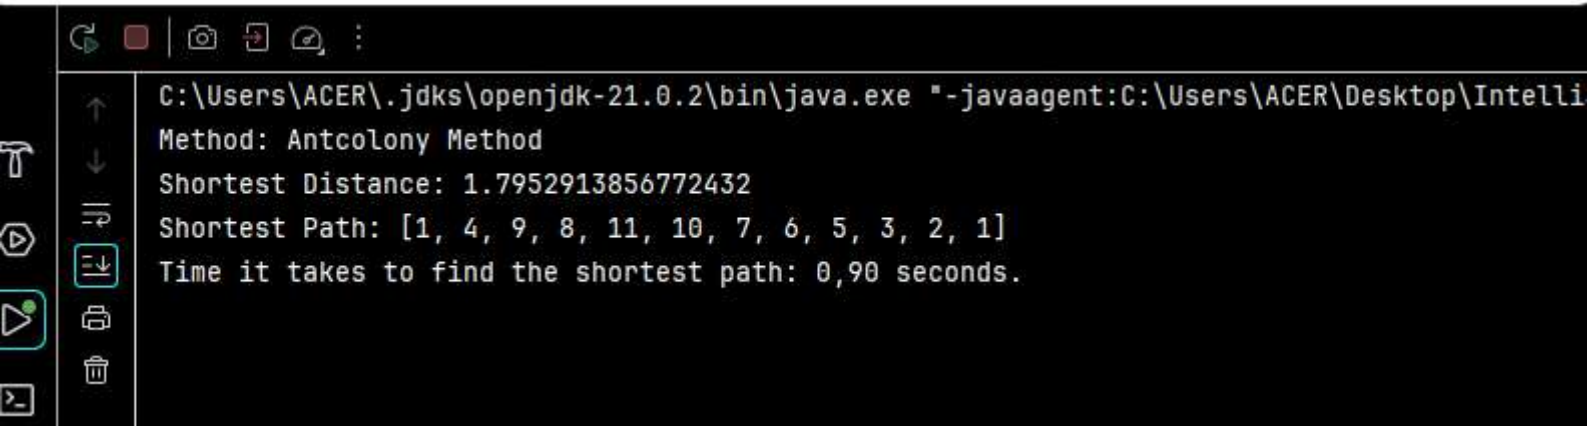 C:\Users\ACER\.jdks\openjdk-21.0.2\bin\java.exe "-javaagent:C:\Users\ACER\Desktop\Intelli
Method: Antcolony Method
Shortest Distance: 1.7952913856772432
Shortest Path: [1, 4, 9, 8, 11, 10, 7, 6, 5, 3, 2, 1]
Time it takes to find the shortest path: 0,90 seconds.